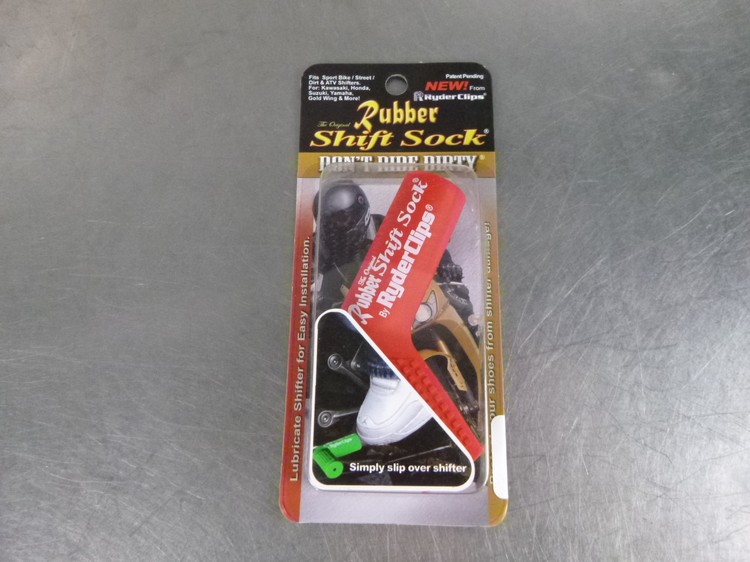 Fits Sport Bike / Street /
Dirt & ATV Shifters.
For: Kawasaki, Honda,
Suzuki, Yamaha,
Gold Wing & More!
Patent Pending
NEW! From
RyderClips®
The Original Rubber
Shift Sock®
DON'T RIDE DIRTY®
Lubricate Shifter for Easy Installation.
The Original
Rubber Shift Sock®
By RyderClips®
our shoes from shifter damage!
Simply slip over shifter